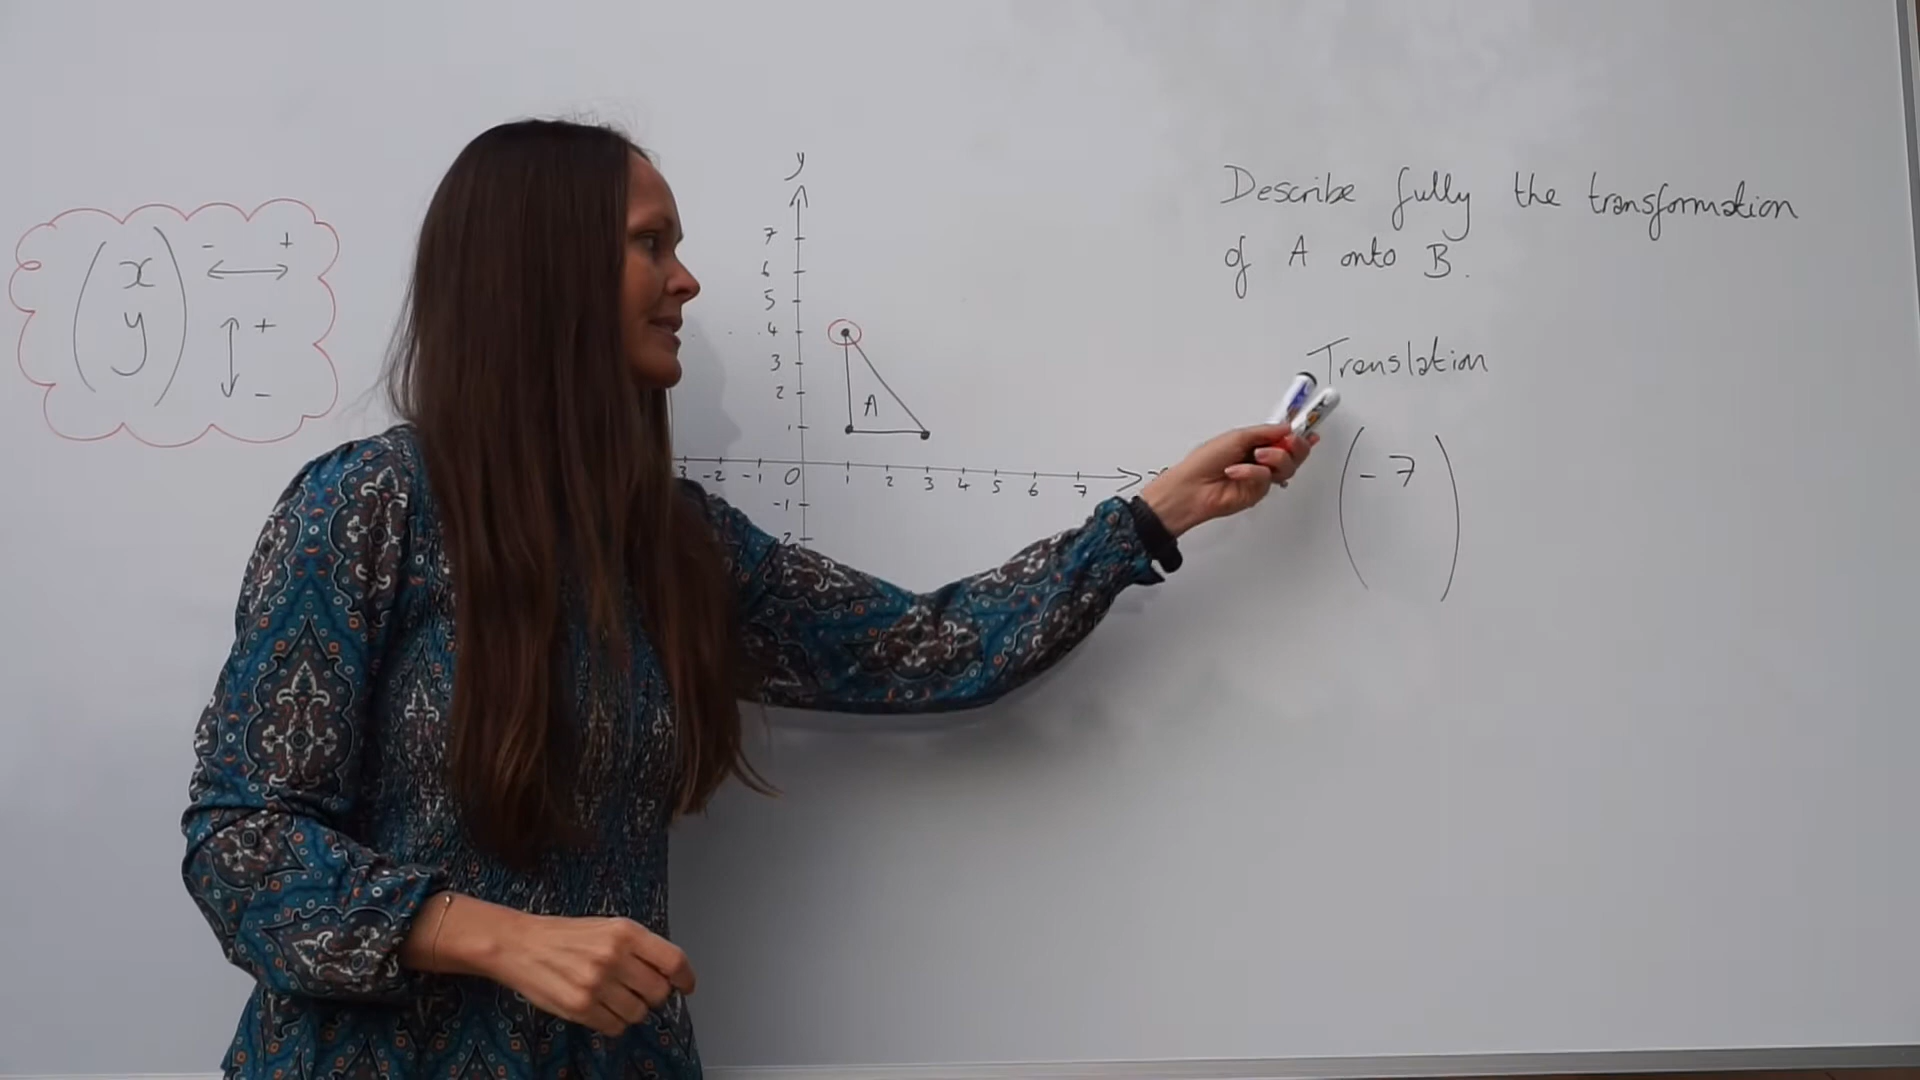 x
y
- +
+
-
y
7
6
5
4
3
2
1
A
3 -2 -1 0 1 2 3 4 5 6 7
-1
2
Describe fully the transformation
of A onto B.
Translation
-7